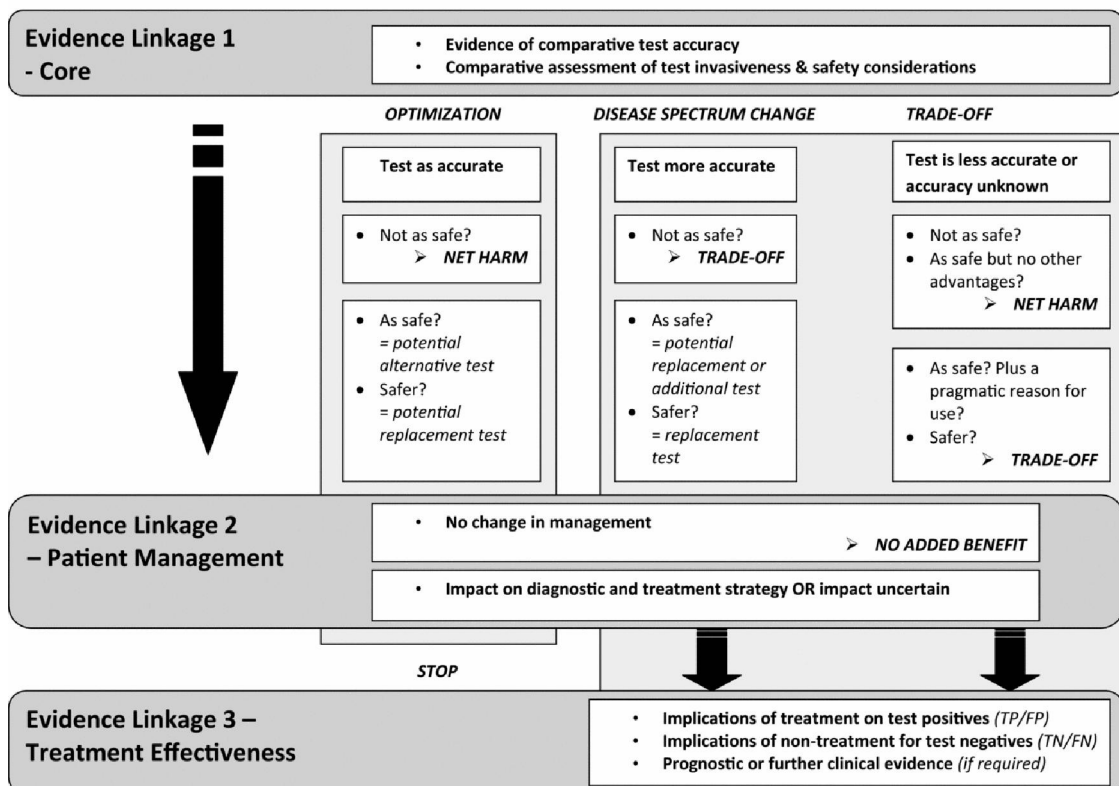 Evidence Linkage 1
- Core
• Evidence of comparative test accuracy
• Comparative assessment of test invasiveness & safety considerations
OPTIMIZATION
DISEASE SPECTRUM CHANGE
TRADE-OFF
Test as accurate
Test more accurate
Test is less accurate or
accuracy unknown
• Not as safe?
➢ NET HARM
• Not as safe?
➢ TRADE-OFF
• Not as safe?
• As safe but no other
advantages?
➢ NET HARM
• As safe?
= potential
alternative test
• Safer?
= potential
replacement test
• As safe?
= potential
replacement or
additional test
• Safer?
= replacement
test
• As safe? Plus a
pragmatic reason for
use?
• Safer?
➢ TRADE-OFF
Evidence Linkage 2
– Patient Management
• No change in management
➢ NO ADDED BENEFIT
• Impact on diagnostic and treatment strategy OR impact uncertain
STOP
Evidence Linkage 3 –
Treatment Effectiveness
• Implications of treatment on test positives (TP/FP)
• Implications of non-treatment for test negatives (TN/FN)
• Prognostic or further clinical evidence (if required)